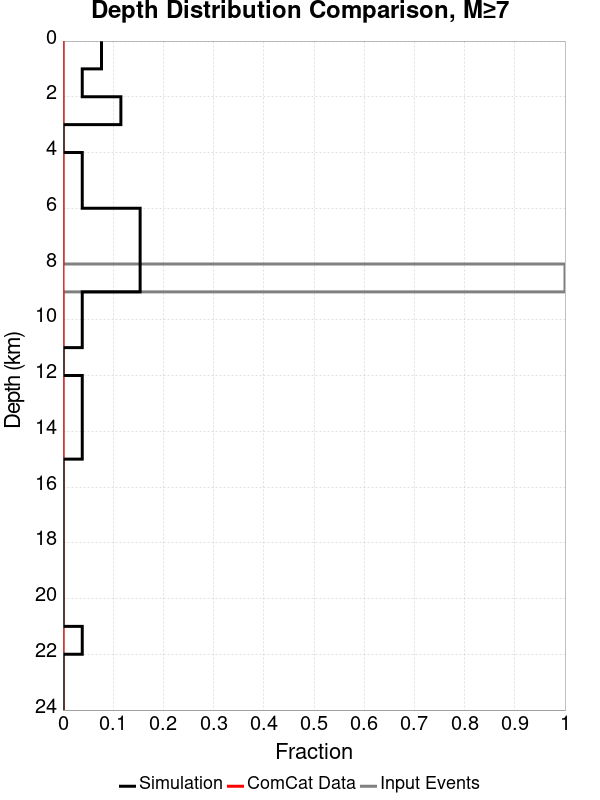 Depth Distribution Comparison, M≥7
0
2
4
6
8
10
12
14
16
18
20
22
24
Depth (km)
0 0.1 0.2 0.3 0.4 0.5 0.6 0.7 0.8 0.9 1
Fraction
Simulation ComCat Data Input Events